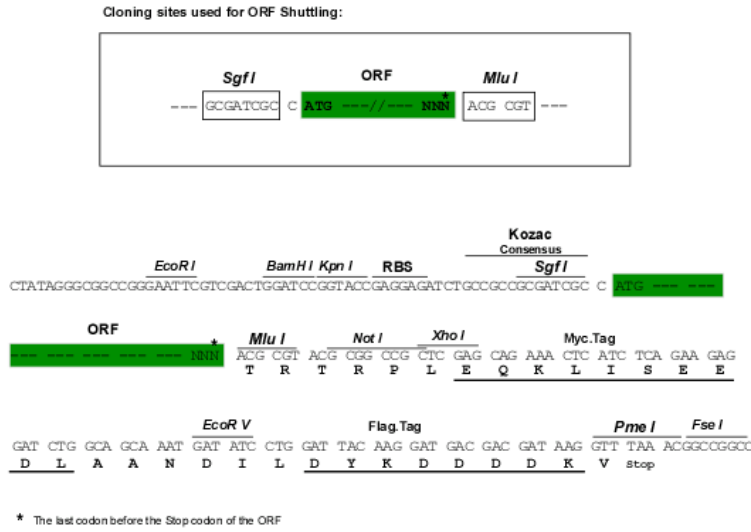 Cloning sites used for ORF Shuttling:
Sgf I ORF Mlu I
--- GCGATCGC C ATG ---//--- NNN* ACG CGT ---
Kozac
Consensus
EcoR I BamH I Kpn I RBS Sgf I
CTATAGGGCGGCCGGGAATTCGTCGACTGGATCCGGTACCGAGGAGATCTGCCGCCGCGATCGC C ATG --- ---
ORF Mlu I Not I Xho I Myc.Tag
--- --- --- --- --- NNN* ACG CGT ACG CGG CCG CTC GAG CAG AAA CTC ATC TCA GAA GAG
T R T R P L E Q K L I S E E
EcoR V Flag.Tag Pme I Fse I
GAT CTG GCA GCA AAT GAT ATC CTG GAT TAC AAG GAT GAC GAC GAT AAG GTT TAA ACGGCCGGCC
D L A A N D I L D Y K D D D D K V Stop
* The last codon before the Stop codon of the ORF